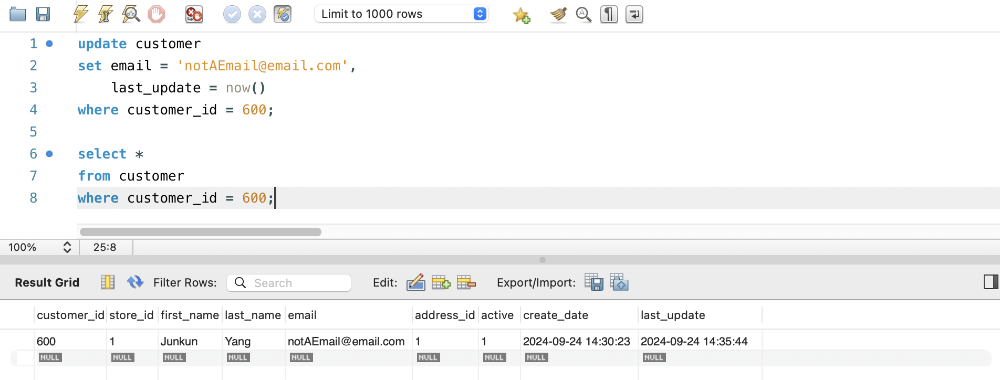 Limit to 1000 rows
1 update customer
2 set email = 'notAEmail@email.com',
3 last_update = now()
4 where customer_id = 600;
5
6 select *
7 from customer
8 where customer_id = 600;
100% 25:8
Result Grid Filter Rows: Search Edit: Export/Import:
customer_id store_id first_name last_name email address_id active create_date last_update
600 1 Junkun Yang notAEmail@email.com 1 1 2024-09-24 14:30:23 2024-09-24 14:35:44
NULL NULL NULL NULL NULL NULL NULL NULL NULL